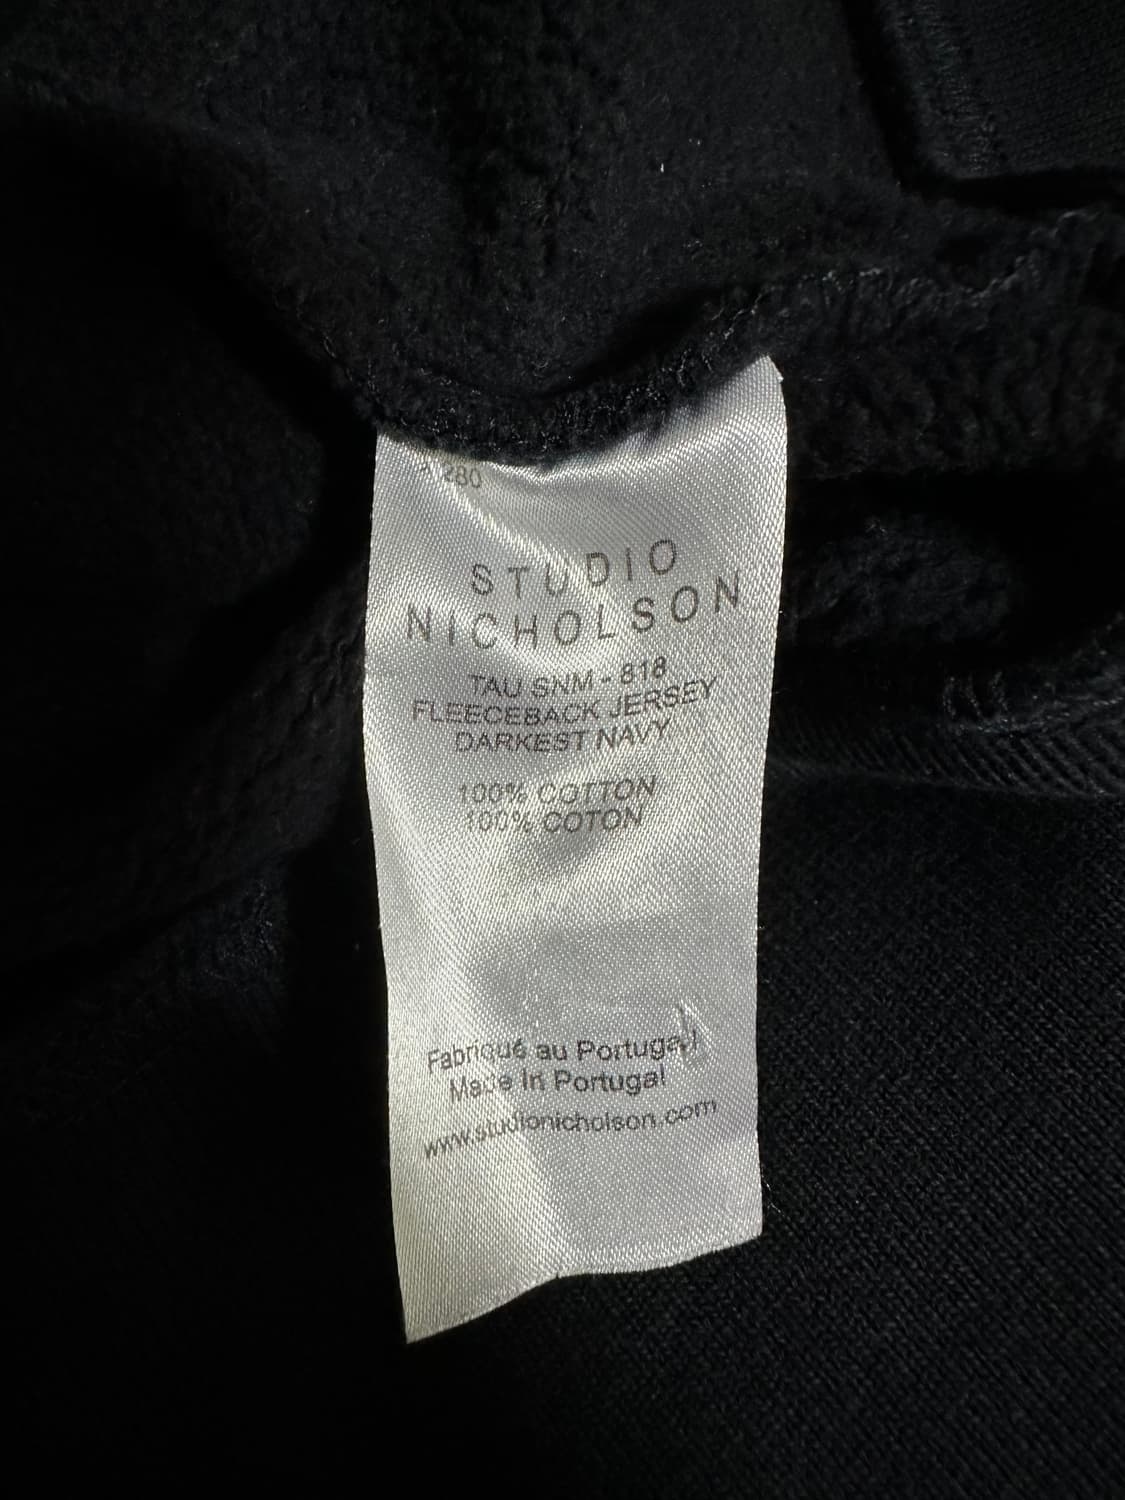 280
STUDIO
NICHOLSON
TAU SNM - 818
FLEECEBACK JERSEY
DARKEST NAVY
100% COTTON
100% COTON
Fabriqué au Portugal
Made In Portugal
www.studionicholson.com